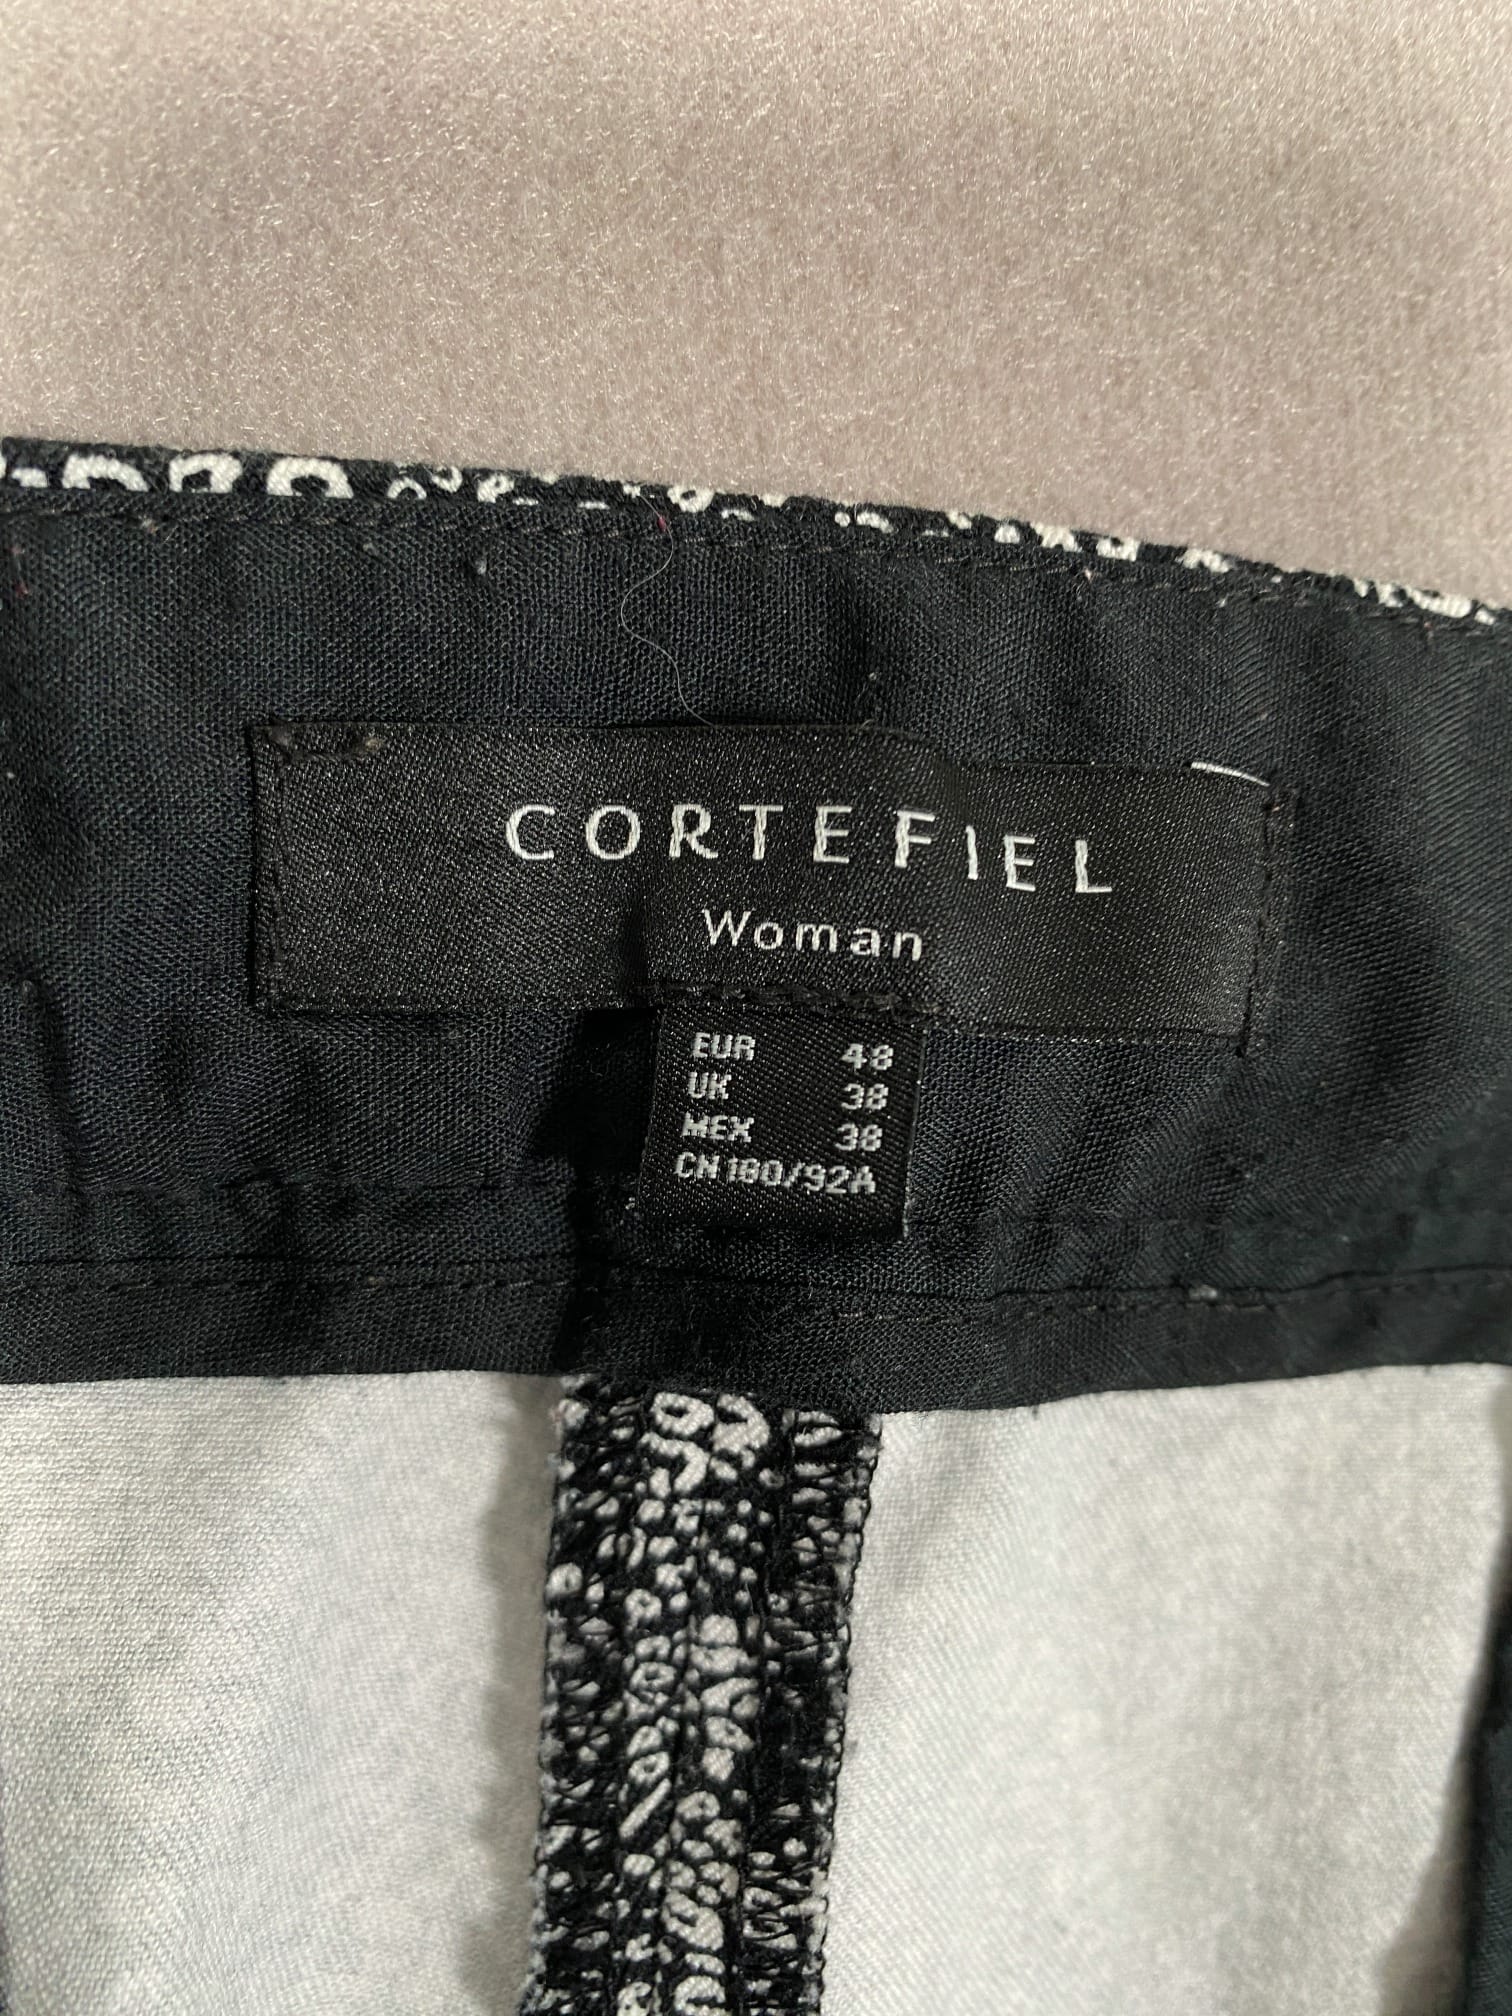 CORTEFIEL
Woman
EUR 48
UK 38
MEX 38
CN 180/92A